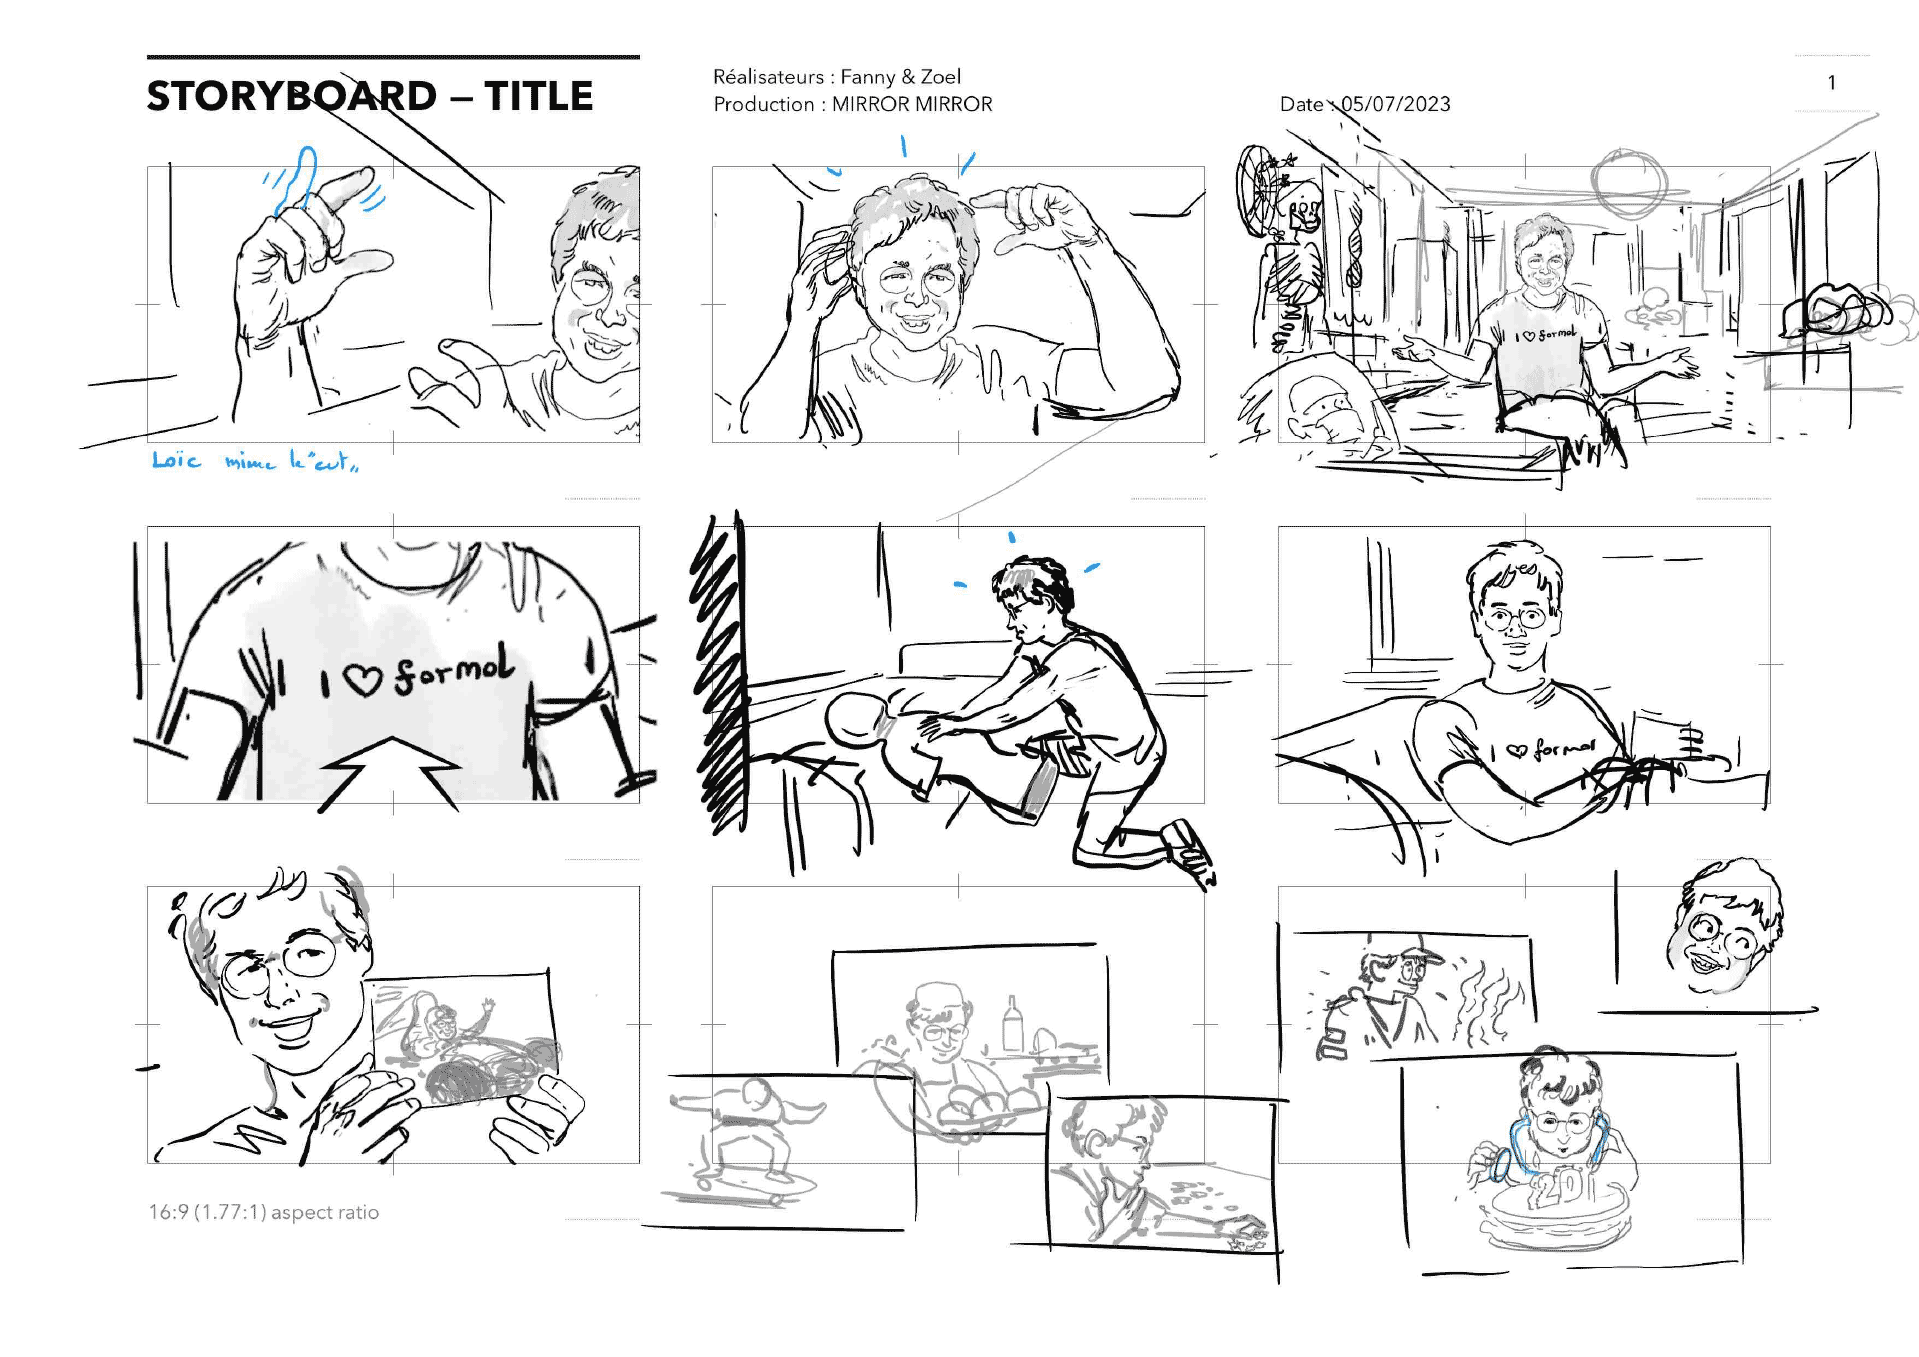 STORYBOARD – TITLE
Réalisateurs : Fanny & Zoel
Production : MIRROR MIRROR
Date : 05/07/2023
1
I ♡ formol
Loïc mime le "cut"
I ♡ formol
I ♡ formol
20
16:9 (1.77:1) aspect ratio